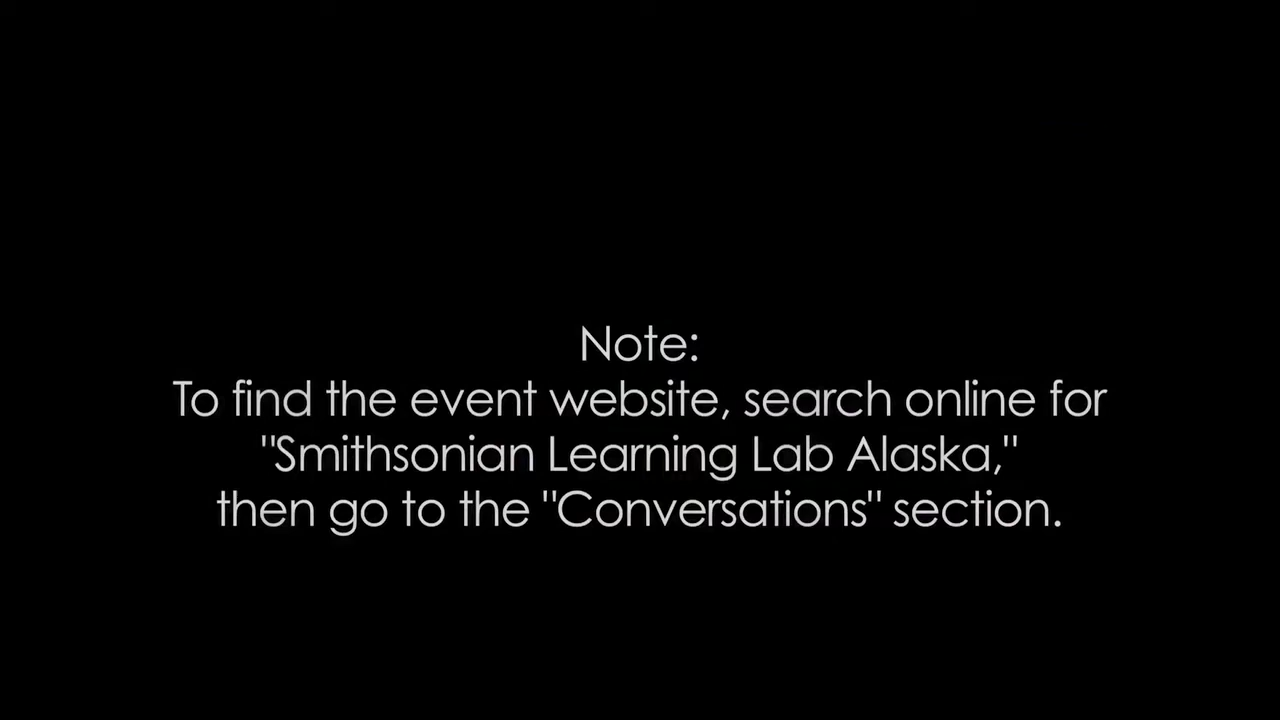 Note:
To find the event website, search online for
"Smithsonian Learning Lab Alaska,"
then go to the "Conversations" section.